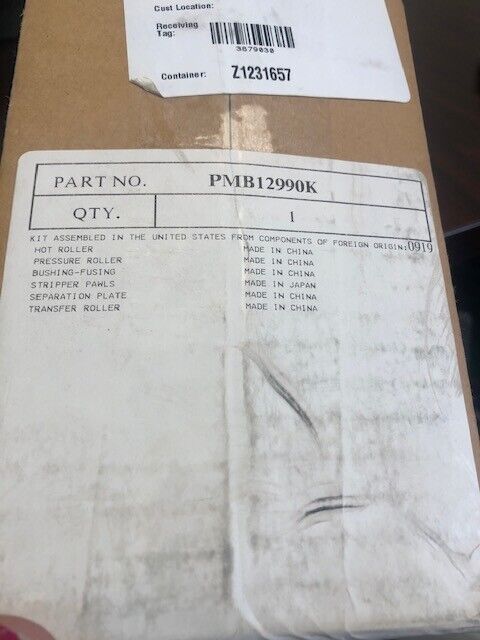 Cust Location:
Receiving Tag:
3879030
Container: Z1231657
PART NO. PMB12990K
QTY. 1
KIT ASSEMBLED IN THE UNITED STATES FROM COMPONENTS OF FOREIGN ORIGIN:0919
HOT ROLLER MADE IN CHINA
PRESSURE ROLLER MADE IN CHINA
BUSHING-FUSING MADE IN CHINA
STRIPPER PAWLS MADE IN JAPAN
SEPARATION PLATE MADE IN CHINA
TRANSFER ROLLER MADE IN CHINA